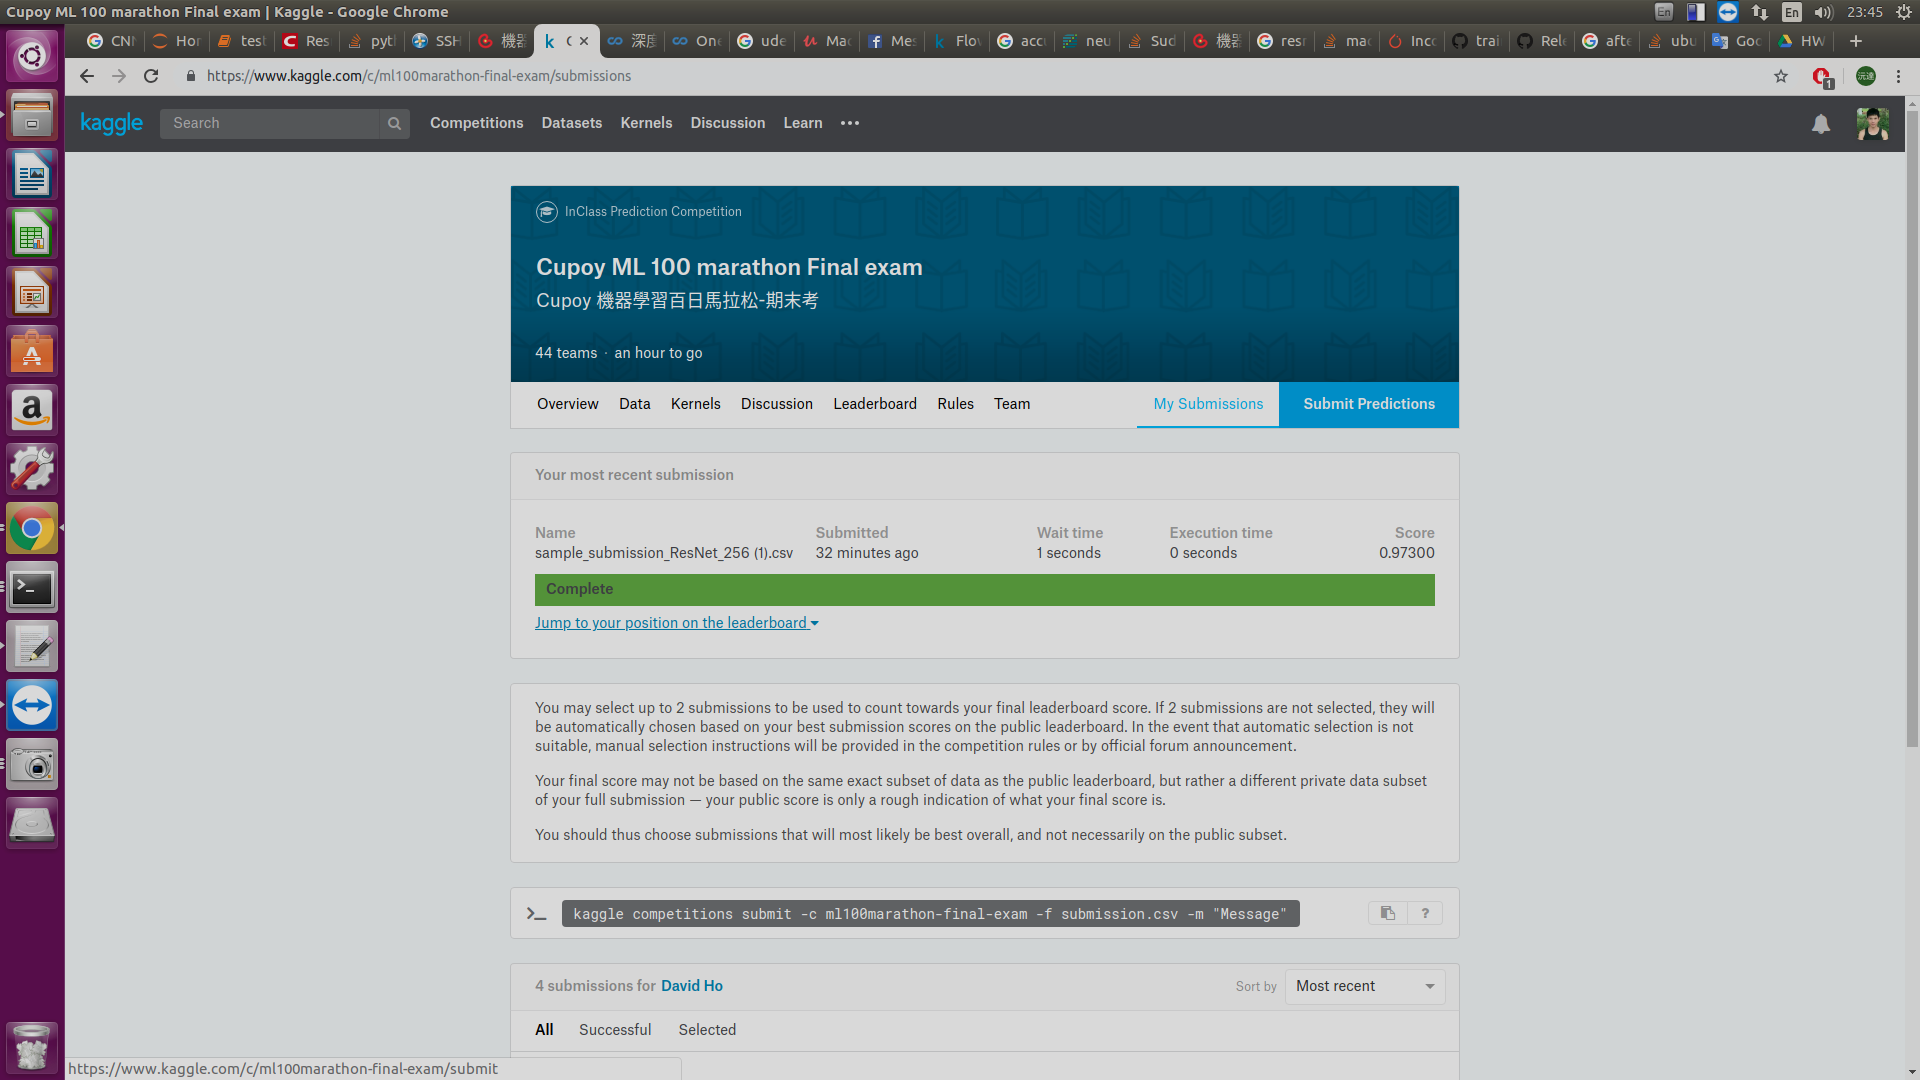 Cupoy ML 100 marathon Final exam | Kaggle - Google Chrome
En
En
23:45
CNN
Hor
test
Res
pyt
SSH
機器
深度
One
ude
Mac
Mes
Flov
accu
neu
Sud
機器
resn
mac
Inco
trai
Rele
afte
ubu
Goo
HW
https://www.kaggle.com/c/ml100marathon-final-exam/submissions
1
kaggle
Search
Competitions
Datasets
Kernels
Discussion
Learn
InClass Prediction Competition
Cupoy ML 100 marathon Final exam
Cupoy 機器學習百日馬拉松-期末考
44 teams · an hour to go
Overview
Data
Kernels
Discussion
Leaderboard
Rules
Team
My Submissions
Submit Predictions
Your most recent submission
Name
Submitted
Wait time
Execution time
Score
sample_submission_ResNet_256 (1).csv
32 minutes ago
1 seconds
0 seconds
0.97300
Complete
Jump to your position on the leaderboard
You may select up to 2 submissions to be used to count towards your final leaderboard score. If 2 submissions are not selected, they will
be automatically chosen based on your best submission scores on the public leaderboard. In the event that automatic selection is not
suitable, manual selection instructions will be provided in the competition rules or by official forum announcement.
Your final score may not be based on the same exact subset of data as the public leaderboard, but rather a different private data subset
of your full submission — your public score is only a rough indication of what your final score is.
You should thus choose submissions that will most likely be best overall, and not necessarily on the public subset.
kaggle competitions submit -c ml100marathon-final-exam -f submission.csv -m "Message"
?
4 submissions for David Ho
Sort by
Most recent
All
Successful
Selected
https://www.kaggle.com/c/ml100marathon-final-exam/submit